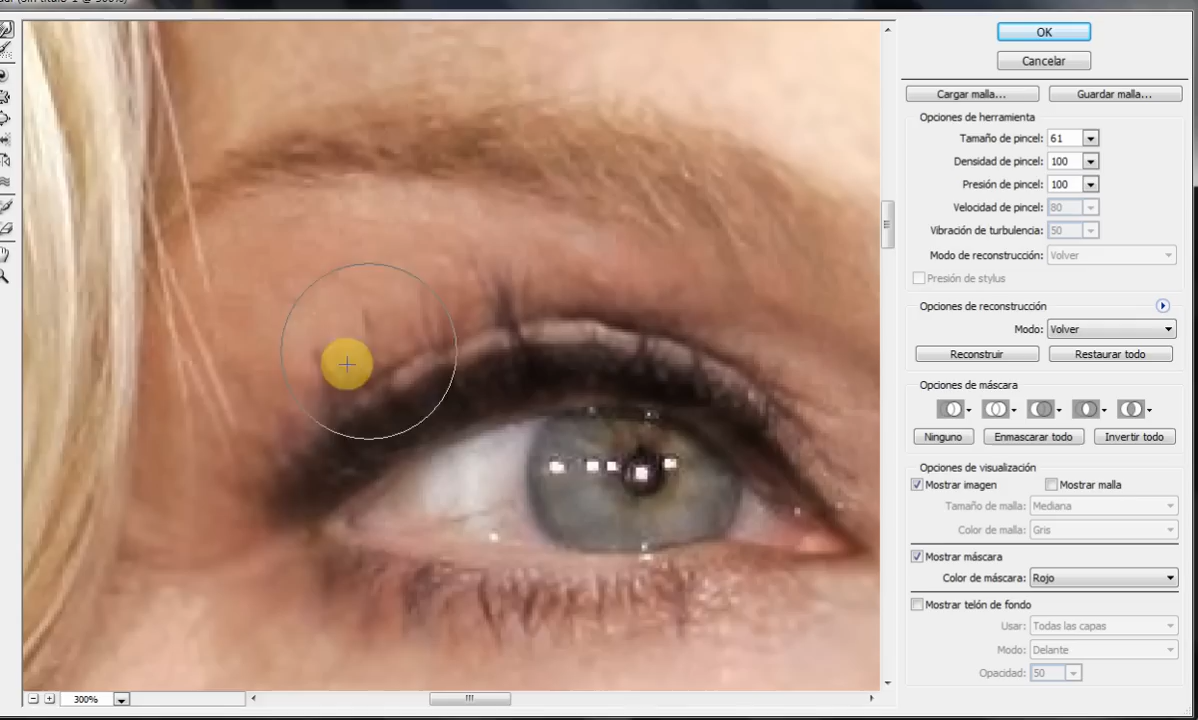 OK
Cancelar
Cargar malla... Guardar malla...
Opciones de herramienta
Tamaño de pincel: 61
Densidad de pincel: 100
Presión de pincel: 100
Velocidad de pincel: 80
Vibración de turbulencia: 50
Modo de reconstrucción: Volver
Presión de stylus
Opciones de reconstrucción
Modo: Volver
Reconstruir Restaurar todo
Opciones de máscara
Ninguno Enmascarar todo Invertir todo
Opciones de visualización
Mostrar imagen Mostrar malla
Tamaño de malla: Mediana
Color de malla: Gris
Mostrar máscara
Color de máscara: Rojo
Mostrar telón de fondo
Usar: Todas las capas
Modo: Delante
Opacidad: 50
300%